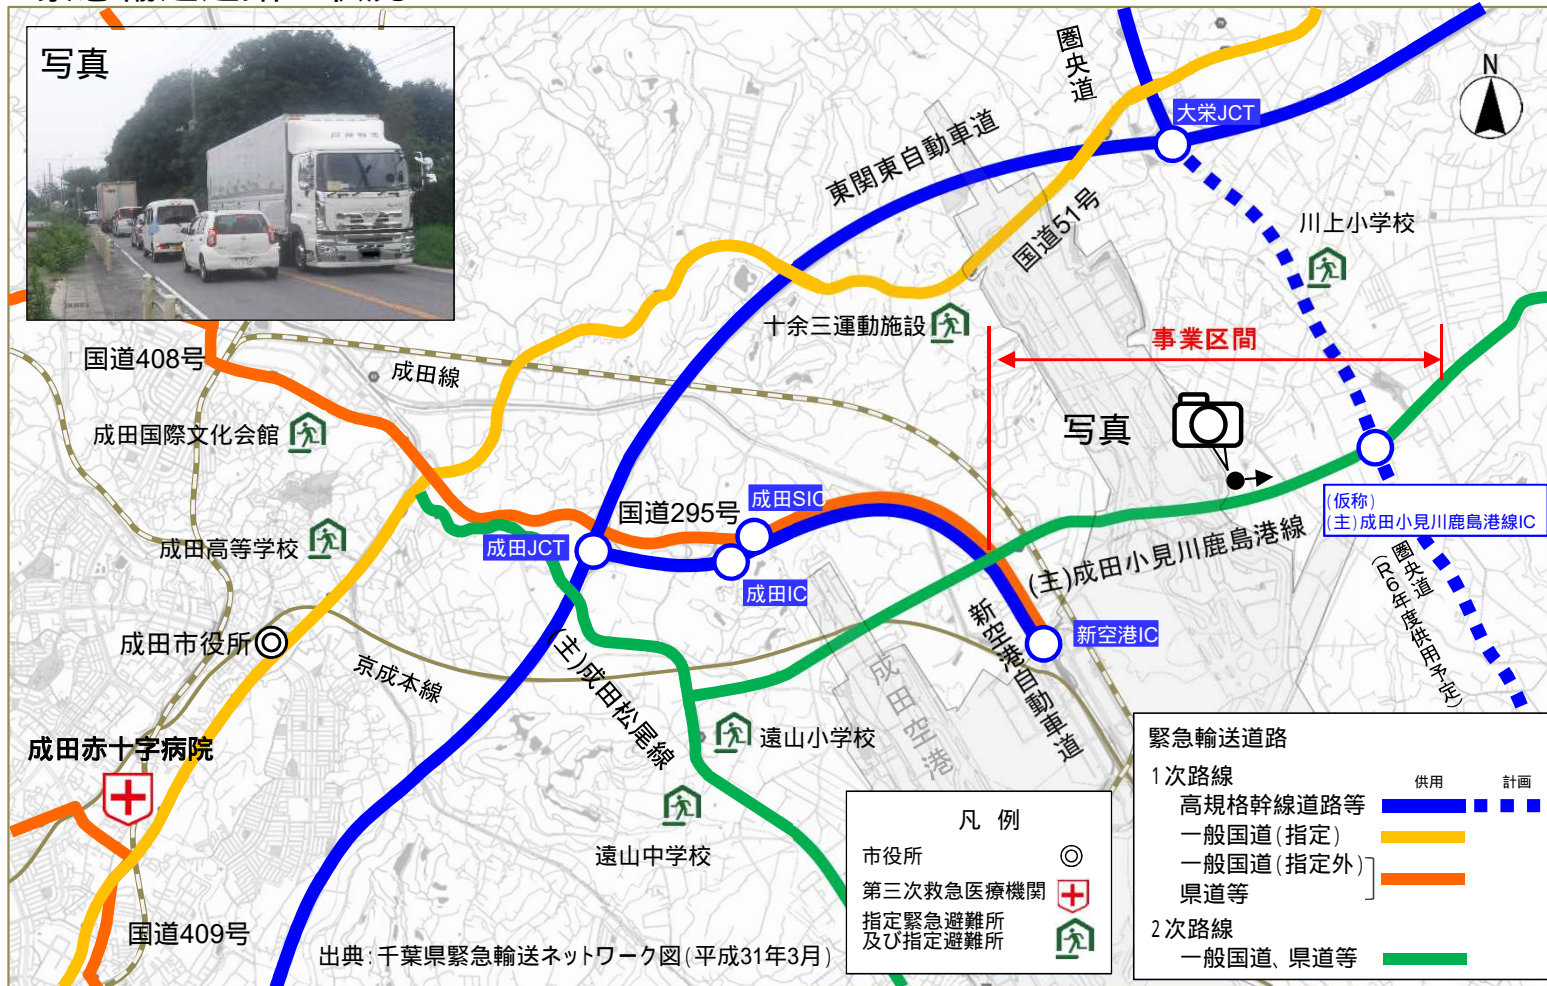 写真
圏央道
N
大栄JCT
東関東自動車道
川上小学校
国道51号
十余三運動施設
事業区間
国道408号
成田線
写真
成田国際文化会館
国道295号
成田SIC
(仮称)
(主)成田小見川鹿島港線IC
成田高等学校
成田JCT
成田IC
(主)成田小見川鹿島港線
圏央道
(R6年度供用予定)
成田市役所
京成本線
(主)成田松尾線
新空港自動車道
新空港IC
成田空港
成田赤十字病院
遠山小学校
遠山中学校
国道409号
出典:千葉県緊急輸送ネットワーク図(平成31年3月)
凡 例
市役所
第三次救急医療機関
指定緊急避難所
及び指定避難所
緊急輸送道路
1次路線
供用 計画
高規格幹線道路等
一般国道(指定)
一般国道(指定外)
県道等
2次路線
一般国道、県道等